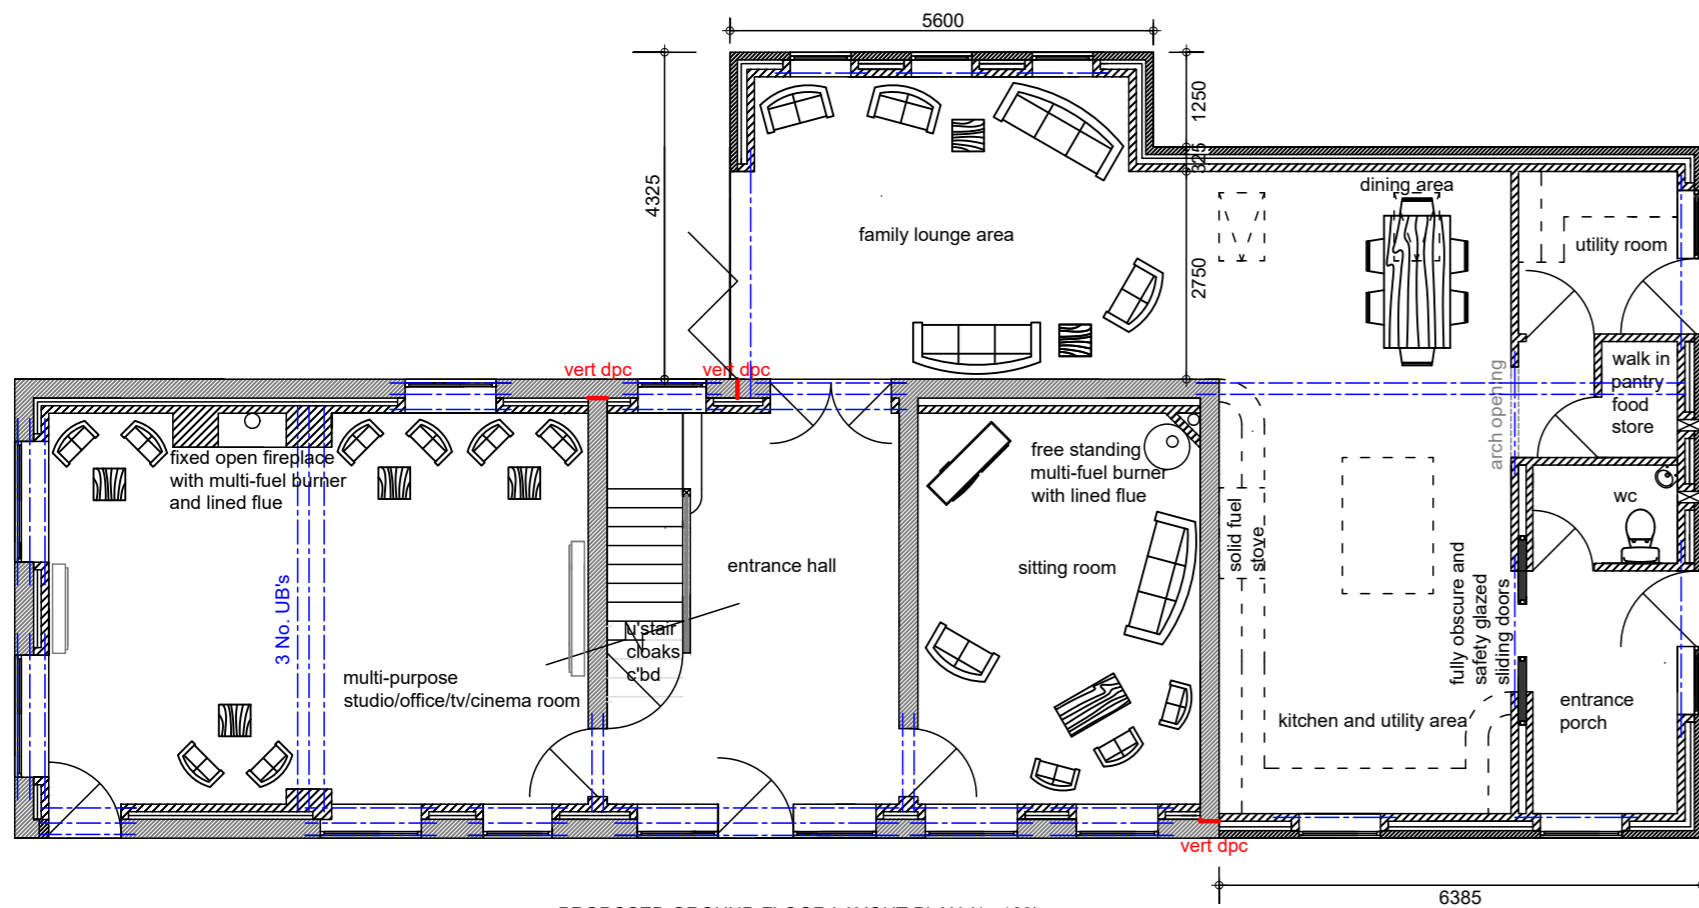 5600
1250
325
4325
2750
dining area
family lounge area
utility room
vert dpc
vert dpc
walk in
pantry
food
store
arch opening
fixed open fireplace
with multi-fuel burner
and lined flue
free standing
multi-fuel burner
with lined flue
wc
solid fuel
stove
entrance hall
sitting room
fully obscure and
safety glazed
sliding doors
3 No. UB's
u'stair
cloaks
c'bd
multi-purpose
studio/office/tv/cinema room
kitchen and utility area
entrance
porch
vert dpc
6385